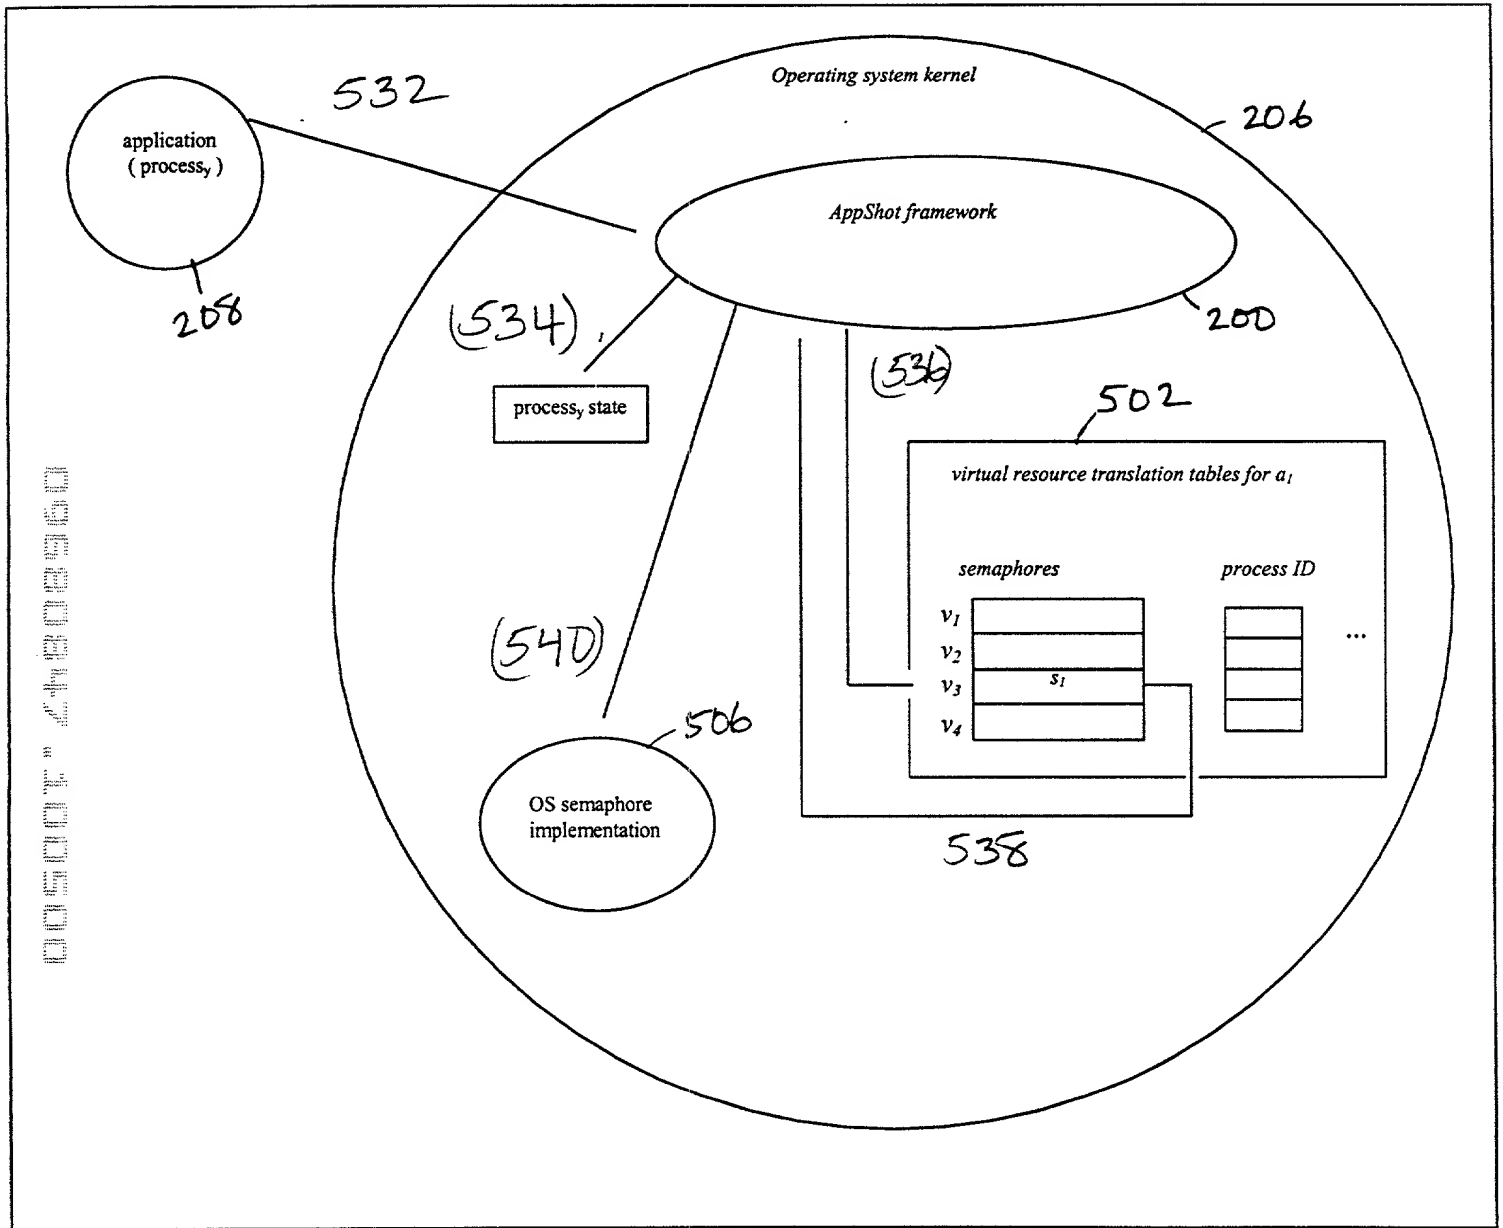 Operating system kernel
532
206
application
( processy )
AppShot framework
208
200
(534)
(536)
502
processy state
virtual resource translation tables for a1
semaphores
process ID
v1
v2
...
s1
v3
v4
(540)
506
OS semaphore
implementation
538